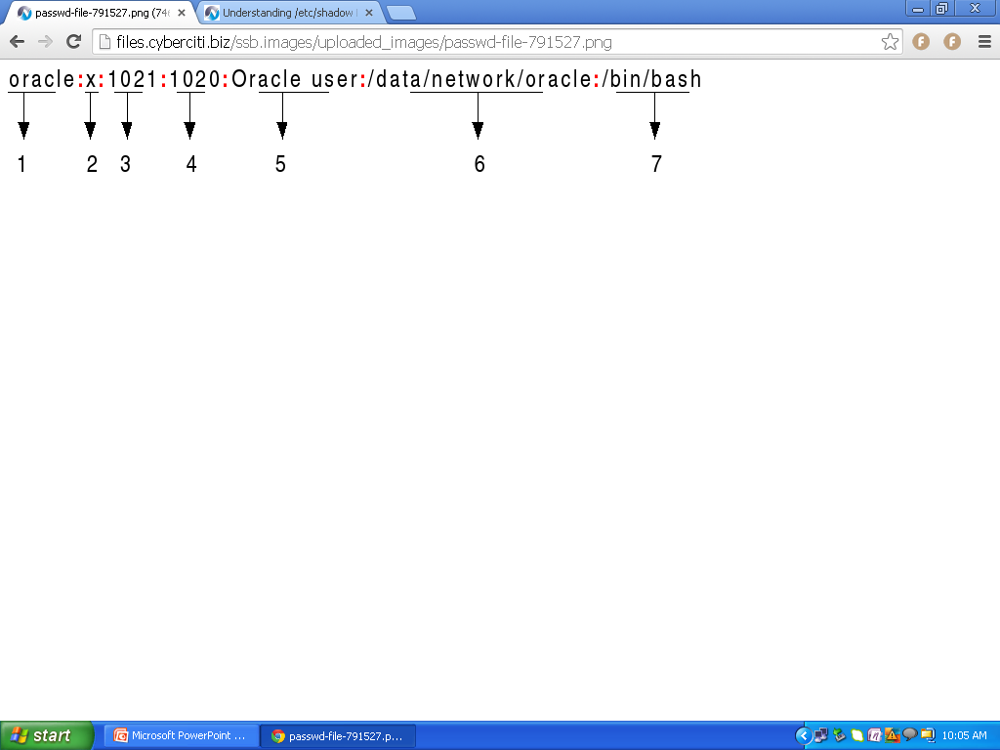 passwd-file-791527.png (746
Understanding /etc/shadow
files.cyberciti.biz/ssb.images/uploaded_images/passwd-file-791527.png
oracle:x:1021:1020:Oracle user:/data/network/oracle:/bin/bash
1 2 3 4 5 6 7
start
Microsoft PowerPoint ...
passwd-file-791527.p...
10:05 AM